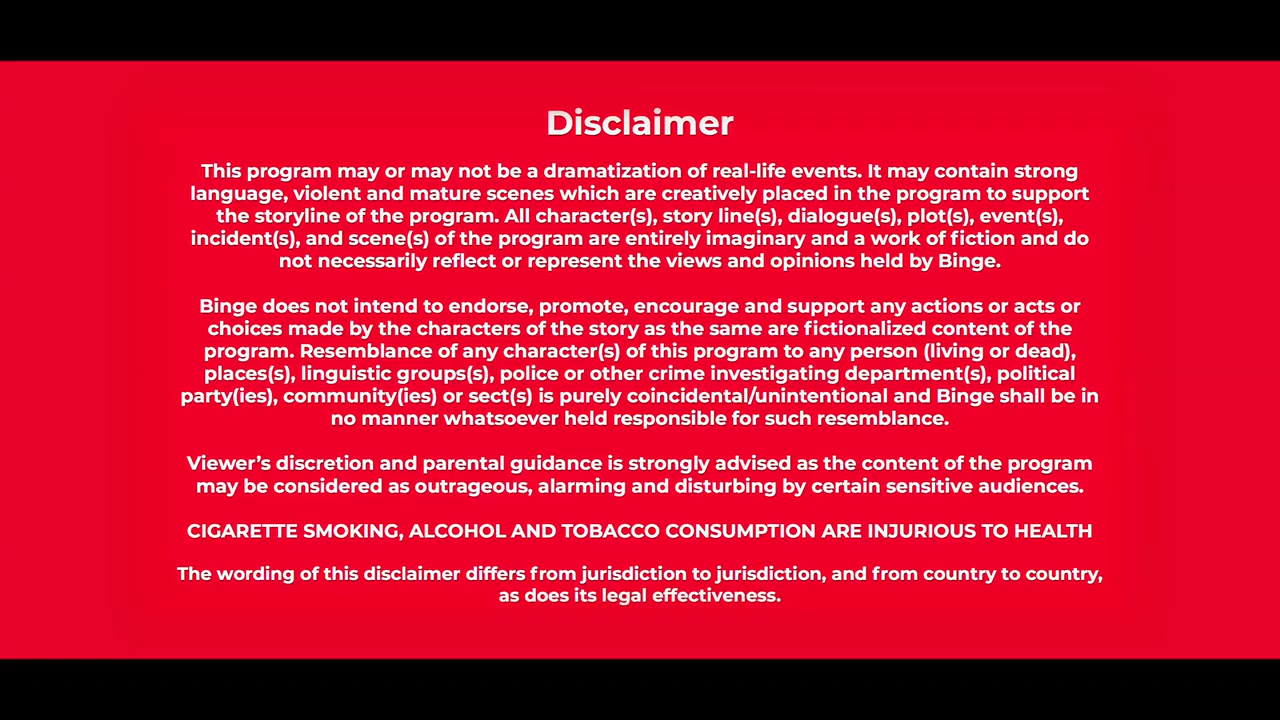 Disclaimer
This program may or may not be a dramatization of real-life events. It may contain strong
language, violent and mature scenes which are creatively placed in the program to support
the storyline of the program. All character(s), story line(s), dialogue(s), plot(s), event(s),
incident(s), and scene(s) of the program are entirely imaginary and a work of fiction and do
not necessarily reflect or represent the views and opinions held by Binge.
Binge does not intend to endorse, promote, encourage and support any actions or acts or
choices made by the characters of the story as the same are fictionalized content of the
program. Resemblance of any character(s) of this program to any person (living or dead),
places(s), linguistic groups(s), police or other crime investigating department(s), political
party(ies), community(ies) or sect(s) is purely coincidental/unintentional and Binge shall be in
no manner whatsoever held responsible for such resemblance.
Viewer’s discretion and parental guidance is strongly advised as the content of the program
may be considered as outrageous, alarming and disturbing by certain sensitive audiences.
CIGARETTE SMOKING, ALCOHOL AND TOBACCO CONSUMPTION ARE INJURIOUS TO HEALTH
The wording of this disclaimer differs from jurisdiction to jurisdiction, and from country to country,
as does its legal effectiveness.